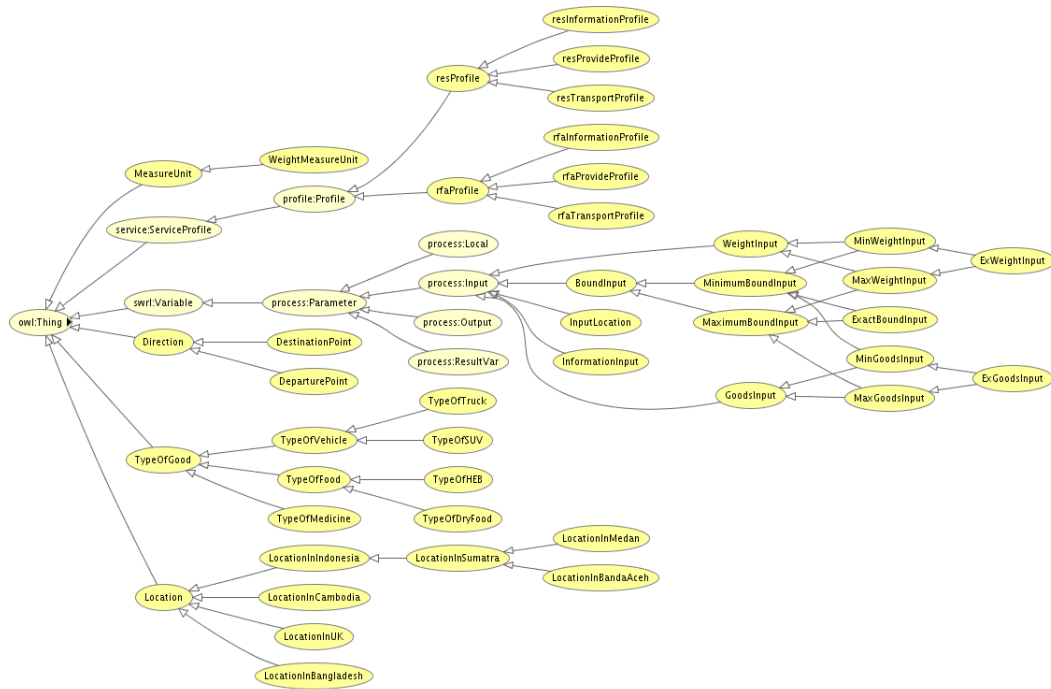 resInformationProfile
resProvideProfile
resProfile
resTransportProfile
rfaInformationProfile
WeightMeasureUnit
MeasureUnit
rfaProvideProfile
rfaProfile
profile:Profile
rfaTransportProfile
service:ServiceProfile
process:Local
WeightInput
MinWeightInput
ExWeightInput
process:Input
BoundInput
MinimumBoundInput
MaxWeightInput
swrl:Variable
process:Parameter
owl:Thing
process:Output
InputLocation
MaximumBoundInput
ExactBoundInput
Direction
DestinationPoint
process:ResultVar
InformationInput
MinGoodsInput
DeparturePoint
ExGoodsInput
GoodsInput
MaxGoodsInput
TypeOfTruck
TypeOfVehicle
TypeOfSUV
TypeOfGood
TypeOfFood
TypeOfHEB
TypeOfMedicine
TypeOfDryFood
LocationInMedan
LocationInIndonesia
LocationInSumatra
LocationInBandaAceh
Location
LocationInCambodia
LocationInUK
LocationInBangladesh